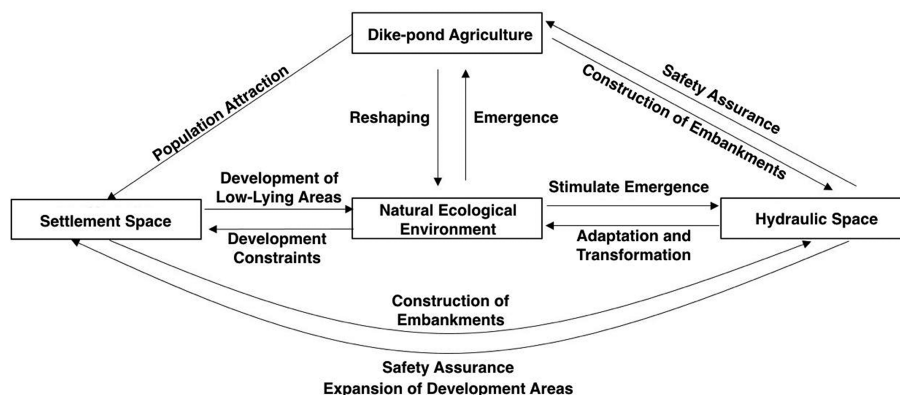 Dike-pond Agriculture
Population Attraction
Reshaping
Emergence
Safety Assurance
Construction of Embankments
Settlement Space
Development of
Low-Lying Areas
Development
Constraints
Natural Ecological
Environment
Stimulate Emergence
Adaptation and
Transformation
Hydraulic Space
Construction of
Embankments
Safety Assurance
Expansion of Development Areas